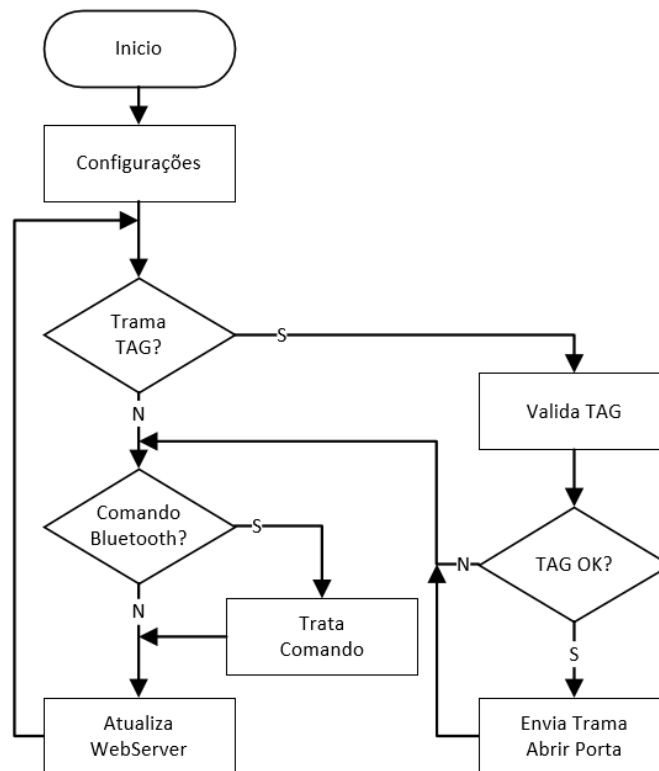 Inicio
Configurações
Trama
TAG?
S
N
Valida TAG
Comando
Bluetooth?
S
N
TAG OK?
N
S
Trata
Comando
Atualiza
WebServer
Envia Trama
Abrir Porta